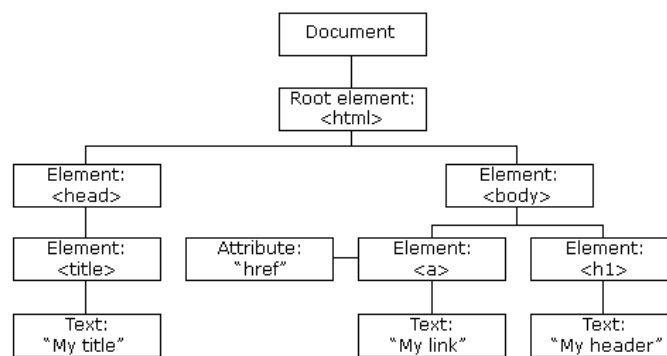 Document
Root element:
<html>
Element:
<head>
Element:
<body>
Element:
<title>
Attribute:
“href”
Element:
<a>
Element:
<h1>
Text:
“My title”
Text:
“My link”
Text:
“My header”